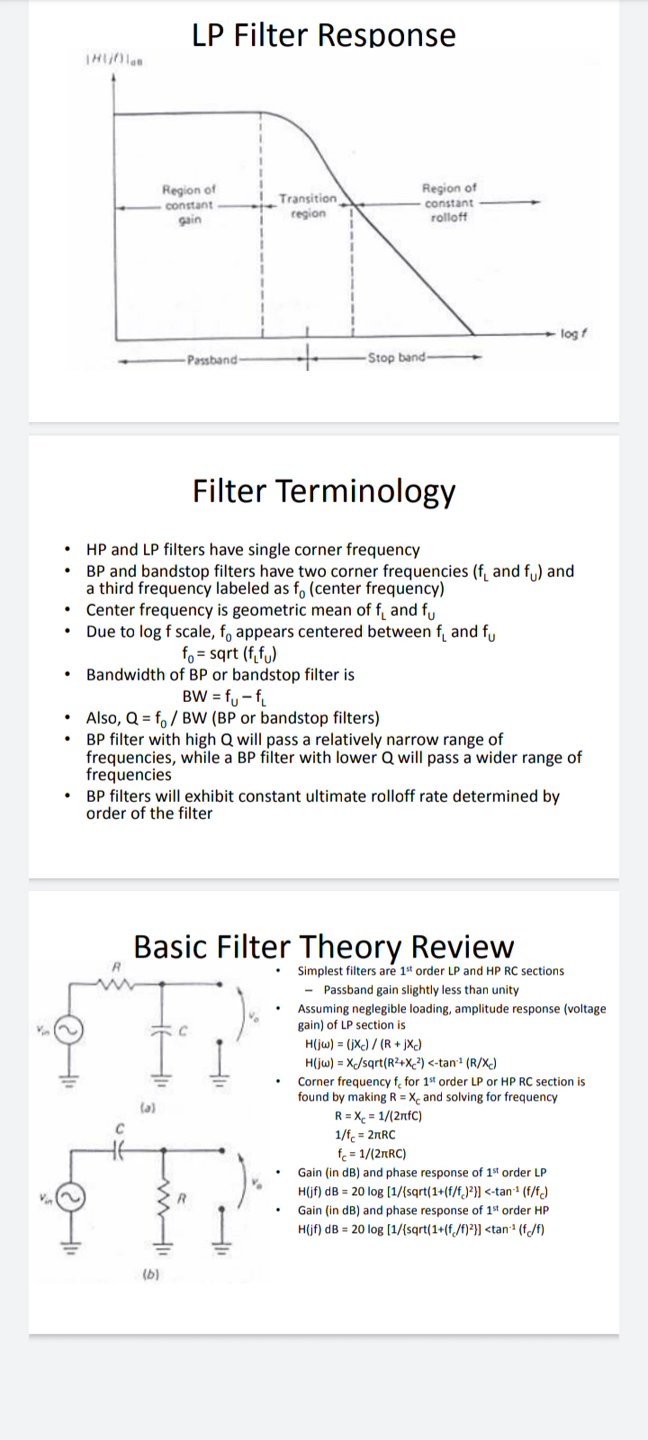 LP Filter Response
|H(jf)|dB
Region of
constant
gain
Transition
region
Region of
constant
rolloff
log f
Passband
Stop band
Filter Terminology
• HP and LP filters have single corner frequency
• BP and bandstop filters have two corner frequencies (fL and fU) and
a third frequency labeled as fo (center frequency)
• Center frequency is geometric mean of fL and fU
• Due to log f scale, fo appears centered between fL and fU
fo = sqrt (fLfU)
• Bandwidth of BP or bandstop filter is
BW = fU – fL
• Also, Q = fo / BW (BP or bandstop filters)
• BP filter with high Q will pass a relatively narrow range of
frequencies, while a BP filter with lower Q will pass a wider range of
frequencies
• BP filters will exhibit constant ultimate rolloff rate determined by
order of the filter
Basic Filter Theory Review
R
Vin
C
Vo
(a)
C
Vin
R
Vo
(b)
• Simplest filters are 1st order LP and HP RC sections
– Passband gain slightly less than unity
• Assuming neglegible loading, amplitude response (voltage
gain) of LP section is
H(jω) = (jXC) / (R + jXC)
H(jω) = XC/sqrt(R²+XC²) <-tan⁻¹ (R/XC)
• Corner frequency fc for 1st order LP or HP RC section is
found by making R = XC and solving for frequency
R = XC = 1/(2πfC)
1/fc = 2πRC
fc = 1/(2πRC)
• Gain (in dB) and phase response of 1st order LP
H(jf) dB = 20 log [1/{sqrt(1+(f/fc)²}] <-tan⁻¹ (f/fc)
• Gain (in dB) and phase response of 1st order HP
H(jf) dB = 20 log [1/{sqrt(1+(fc/f)²}] <tan⁻¹ (fc/f)